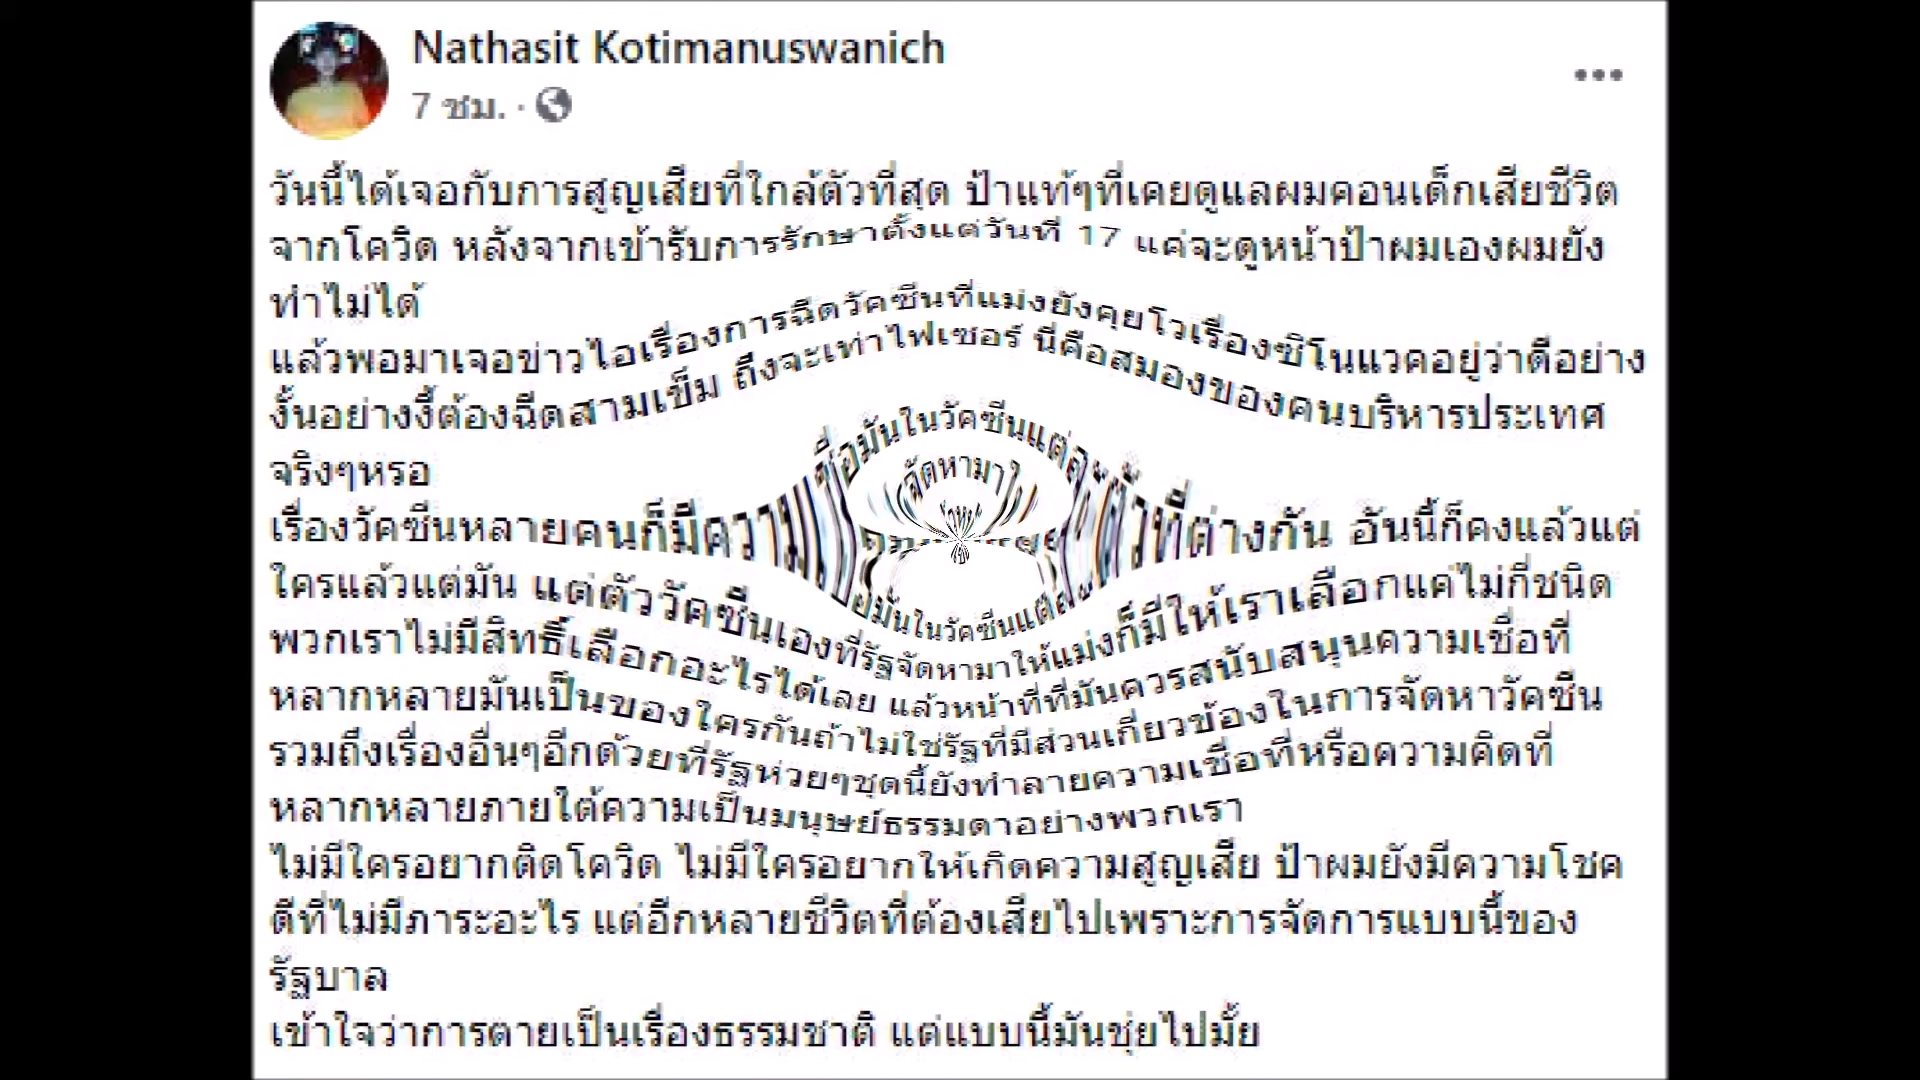 Nathasit Kotimanuswanich
7 ชม.
วันนี้ได้เจอกับการสูญเสียที่ใกล้ตัวที่สุด ป้าแท้ๆที่เคยดูแลผมตอนเด็กเสียชีวิต
จากโควิด หลังจากเข้ารับการรักษาตั้งแต่วันที่ 17 แค่จะดูหน้าป้าผมเองผมยัง
ทำไม่ได้
แล้วพอมาเจอข่าวไอเรื่องการฉีดวัคซีนที่แม่งยังคุยโวเรื่องซิโนแวคอยู่ว่าดีอย่าง
งั้นอย่างงี้ต้องฉีดสามเข็ม ถึงจะเท่าไฟเซอร์ นี่คือสมองของคนบริหารประเทศ
จริงๆหรอ
เรื่องวัคซีนหลายคนก็มีความเชื่อมั่นในวัคซีนแต่ละตัวที่ต่างกัน อันนี้ก็คงแล้วแต่
ใครแล้วแต่มัน แต่ตัววัคซีนเองที่รัฐจัดหามาให้แม่งก็มีให้เราเลือกแค่ไม่กี่ชนิด
พวกเราไม่มีสิทธิ์เลือกอะไรได้เลย แล้วหน้าที่ที่มันควรสนับสนุนความเชื่อที่
หลากหลายมันเป็นของใครกันถ้าไม่ใช่รัฐที่มีส่วนเกี่ยวข้องในการจัดหาวัคซีน
รวมถึงเรื่องอื่นๆอีกด้วยที่รัฐห่วยๆชุดนี้ยังทำลายความเชื่อที่หรือความคิดที่
หลากหลายภายใต้ความเป็นมนุษย์ธรรมดาอย่างพวกเรา
ไม่มีใครอยากติดโควิด ไม่มีใครอยากให้เกิดความสูญเสีย ป้าผมยังมีความโชค
ดีที่ไม่มีภาระอะไร แต่อีกหลายชีวิตที่ต้องเสียไปเพราะการจัดการแบบนี้ของ
รัฐบาล
เข้าใจว่าการตายเป็นเรื่องธรรมชาติ แต่แบบนี้มันชุ่ยไปมั้ย